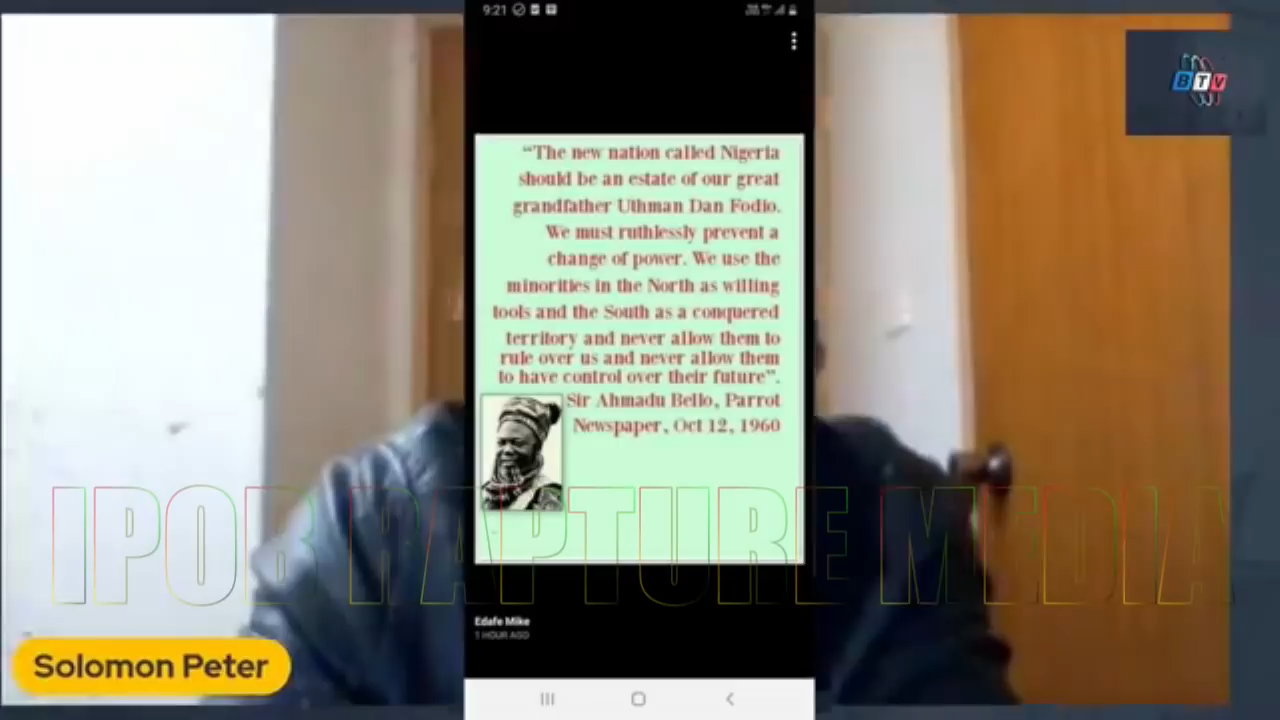 9:21
BTV
“The new nation called Nigeria
should be an estate of our great
grandfather Uthman Dan Fodio.
We must ruthlessly prevent a
change of power. We use the
minorities in the North as willing
tools and the South as a conquered
territory and never allow them to
rule over us and never allow them
to have control over their future”.
Sir Ahmadu Bello, Parrot
Newspaper, Oct 12, 1960
IPOB RAPTURE MEDIA
Edafe Mike
1 HOUR AGO
Solomon Peter